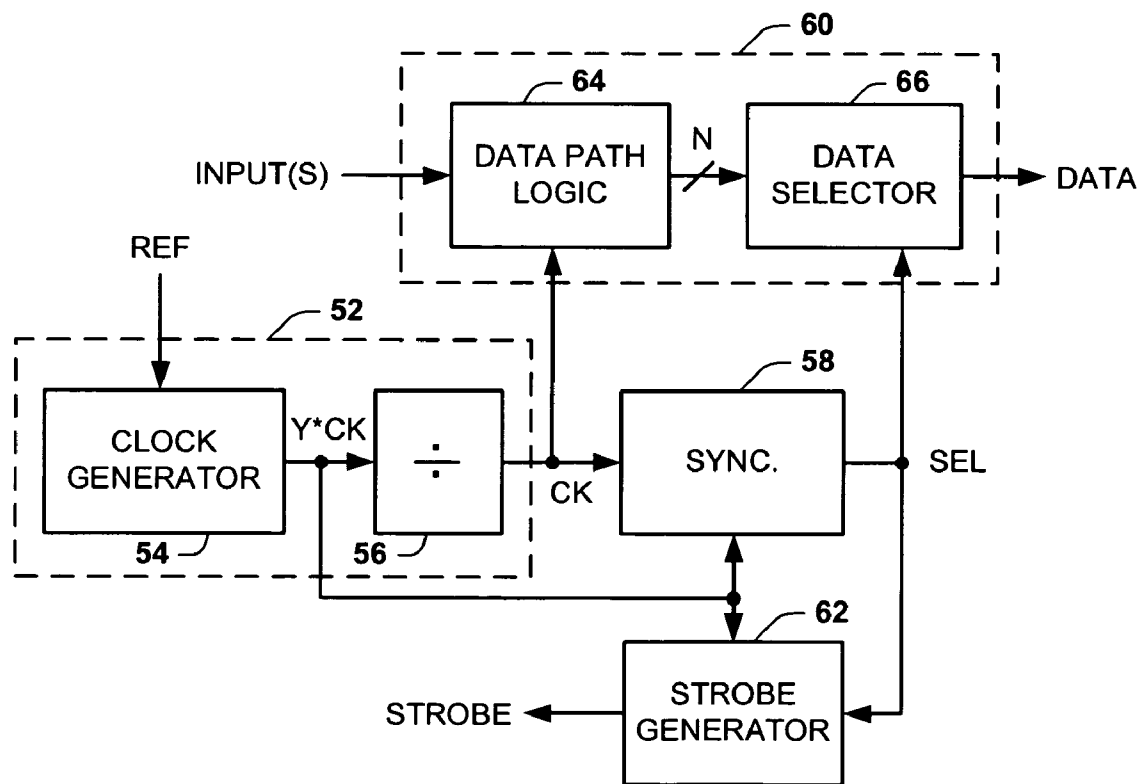 60
64
66
INPUT(S)
DATA PATH
LOGIC
N
DATA
SELECTOR
DATA
REF
52
58
CLOCK
GENERATOR
Y*CK
÷
CK
SYNC.
SEL
54
56
62
STROBE
STROBE
GENERATOR